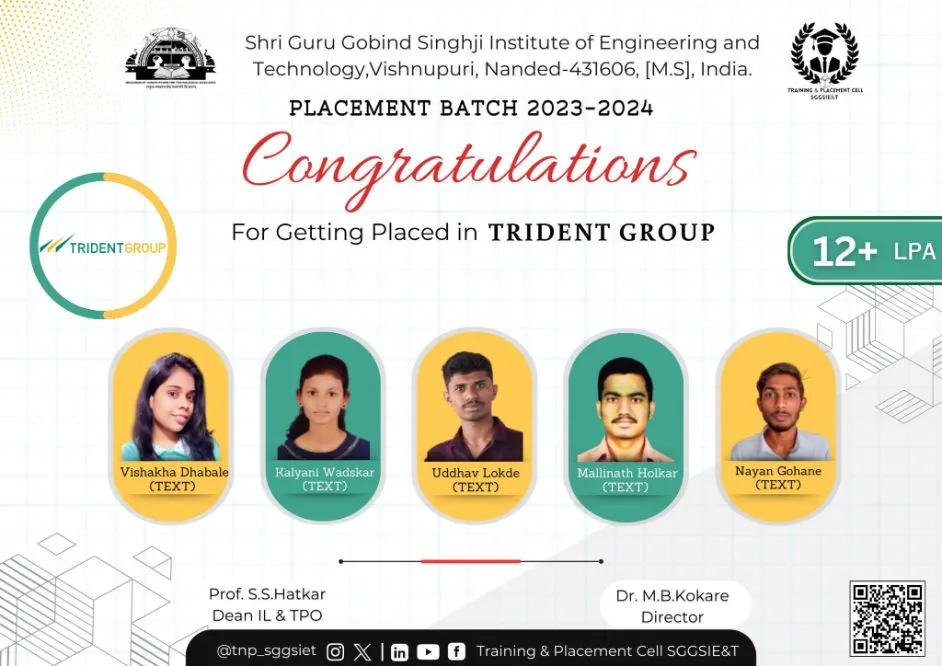 Shri Guru Gobind Singhji Institute of Engineering and
Technology,Vishnupuri, Nanded-431606, [M.S], India.
TRAINING & PLACEMENT CELL
SGGSIE&T
PLACEMENT BATCH 2023-2024
Congratulations
For Getting Placed in TRIDENT GROUP
TRIDENTGROUP
12+ LPA
Vishakha Dhabale
(TEXT)
Kalyani Wadskar
(TEXT)
Uddhav Lokde
(TEXT)
Mallinath Holkar
(TEXT)
Nayan Gohane
(TEXT)
Prof. S.S.Hatkar
Dean IL & TPO
Dr. M.B.Kokare
Director
@tnp_sggsiet | Training & Placement Cell SGGSIE&T